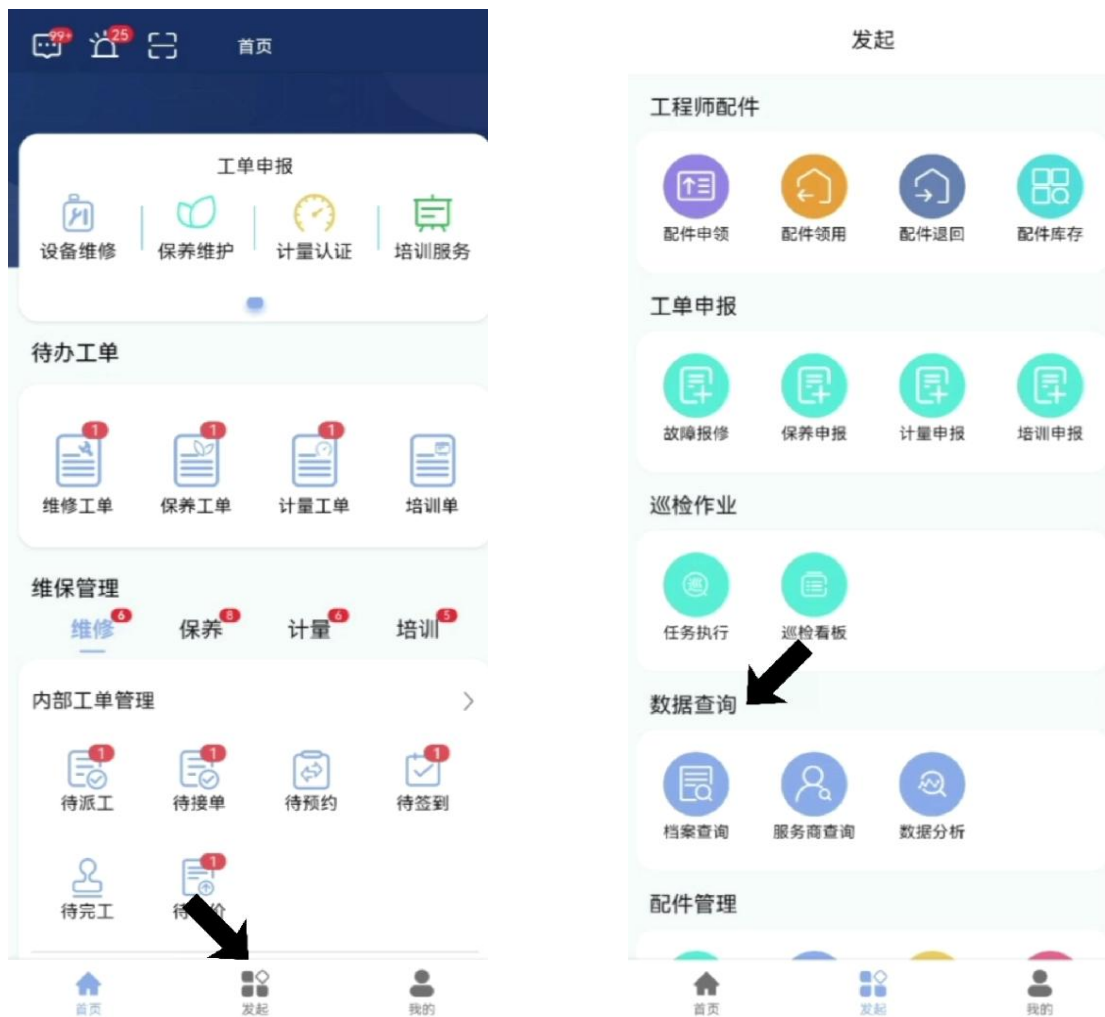 99+
25
首页
工单申报
设备维修 保养维护 计量认证 培训服务
待办工单
1 1 1
维修工单 保养工单 计量工单 培训单
维保管理
维修 6 保养 8 计量 6 培训 5
内部工单管理
1 1 1
待派工 待接单 待预约 待签到
1
待完工 待 价
首页 发起 我的
发起
工程师配件
配件申领 配件领用 配件退回 配件库存
工单申报
故障报修 保养申报 计量申报 培训申报
巡检作业
巡
任务执行 巡检看板
数据查询
档案查询 服务商查询 数据分析
配件管理
首页 发起 我的